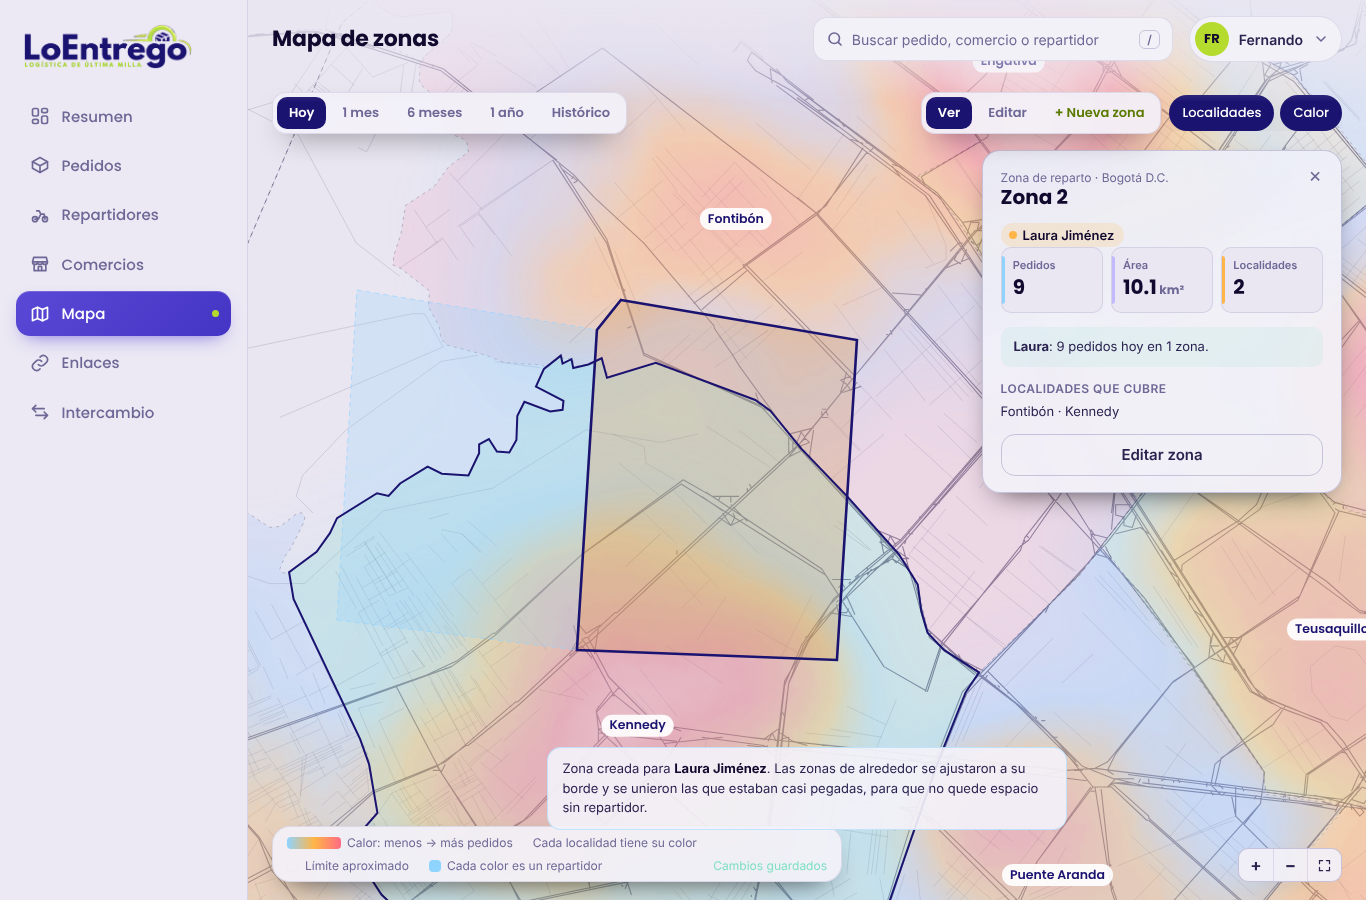 LoEntrego
LOGÍSTICA DE ÚLTIMA MILLA
Resumen
Pedidos
Repartidores
Comercios
Mapa
Enlaces
Intercambio
Mapa de zonas
Buscar pedido, comercio o repartidor
/
FR
Fernando
Engativá
Hoy
1 mes
6 meses
1 año
Histórico
Ver
Editar
+ Nueva zona
Localidades
Calor
Zona de reparto · Bogotá D.C.
Zona 2
Laura Jiménez
Pedidos
9
Área
10.1 km²
Localidades
2
Laura: 9 pedidos hoy en 1 zona.
LOCALIDADES QUE CUBRE
Fontibón · Kennedy
Editar zona
Fontibón
Teusaquillo
Kennedy
Zona creada para Laura Jiménez. Las zonas de alrededor se ajustaron a su
borde y se unieron las que estaban casi pegadas, para que no quede espacio
sin repartidor.
Calor: menos → más pedidos
Cada localidad tiene su color
Límite aproximado
Cada color es un repartidor
Cambios guardados
Puente Aranda